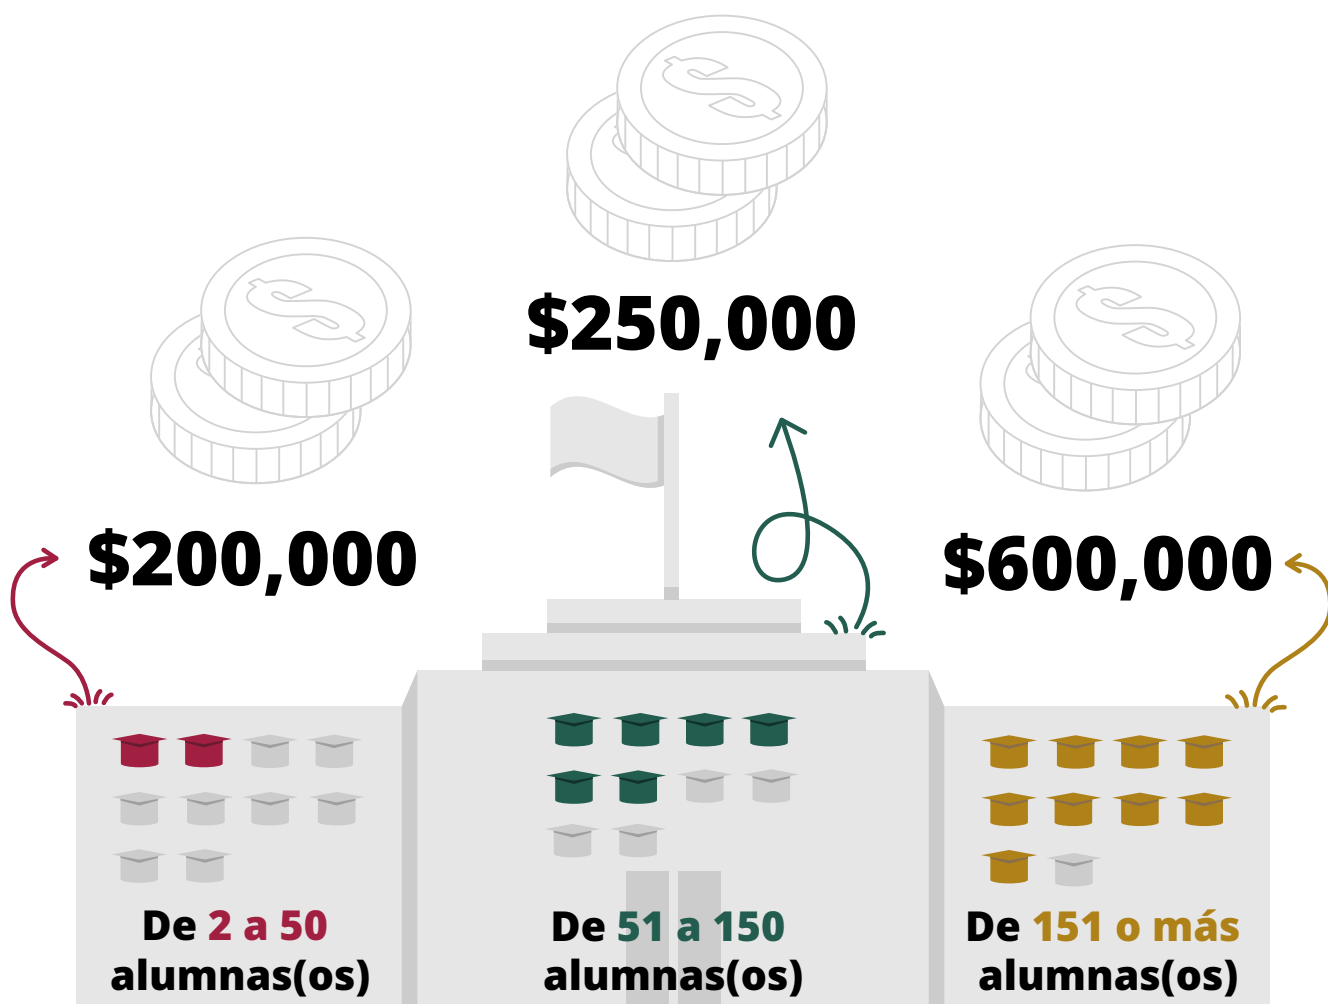 $250,000
$200,000
$600,000
De 2 a 50
alumnas(os)
De 51 a 150
alumnas(os)
De 151 o más
alumnas(os)